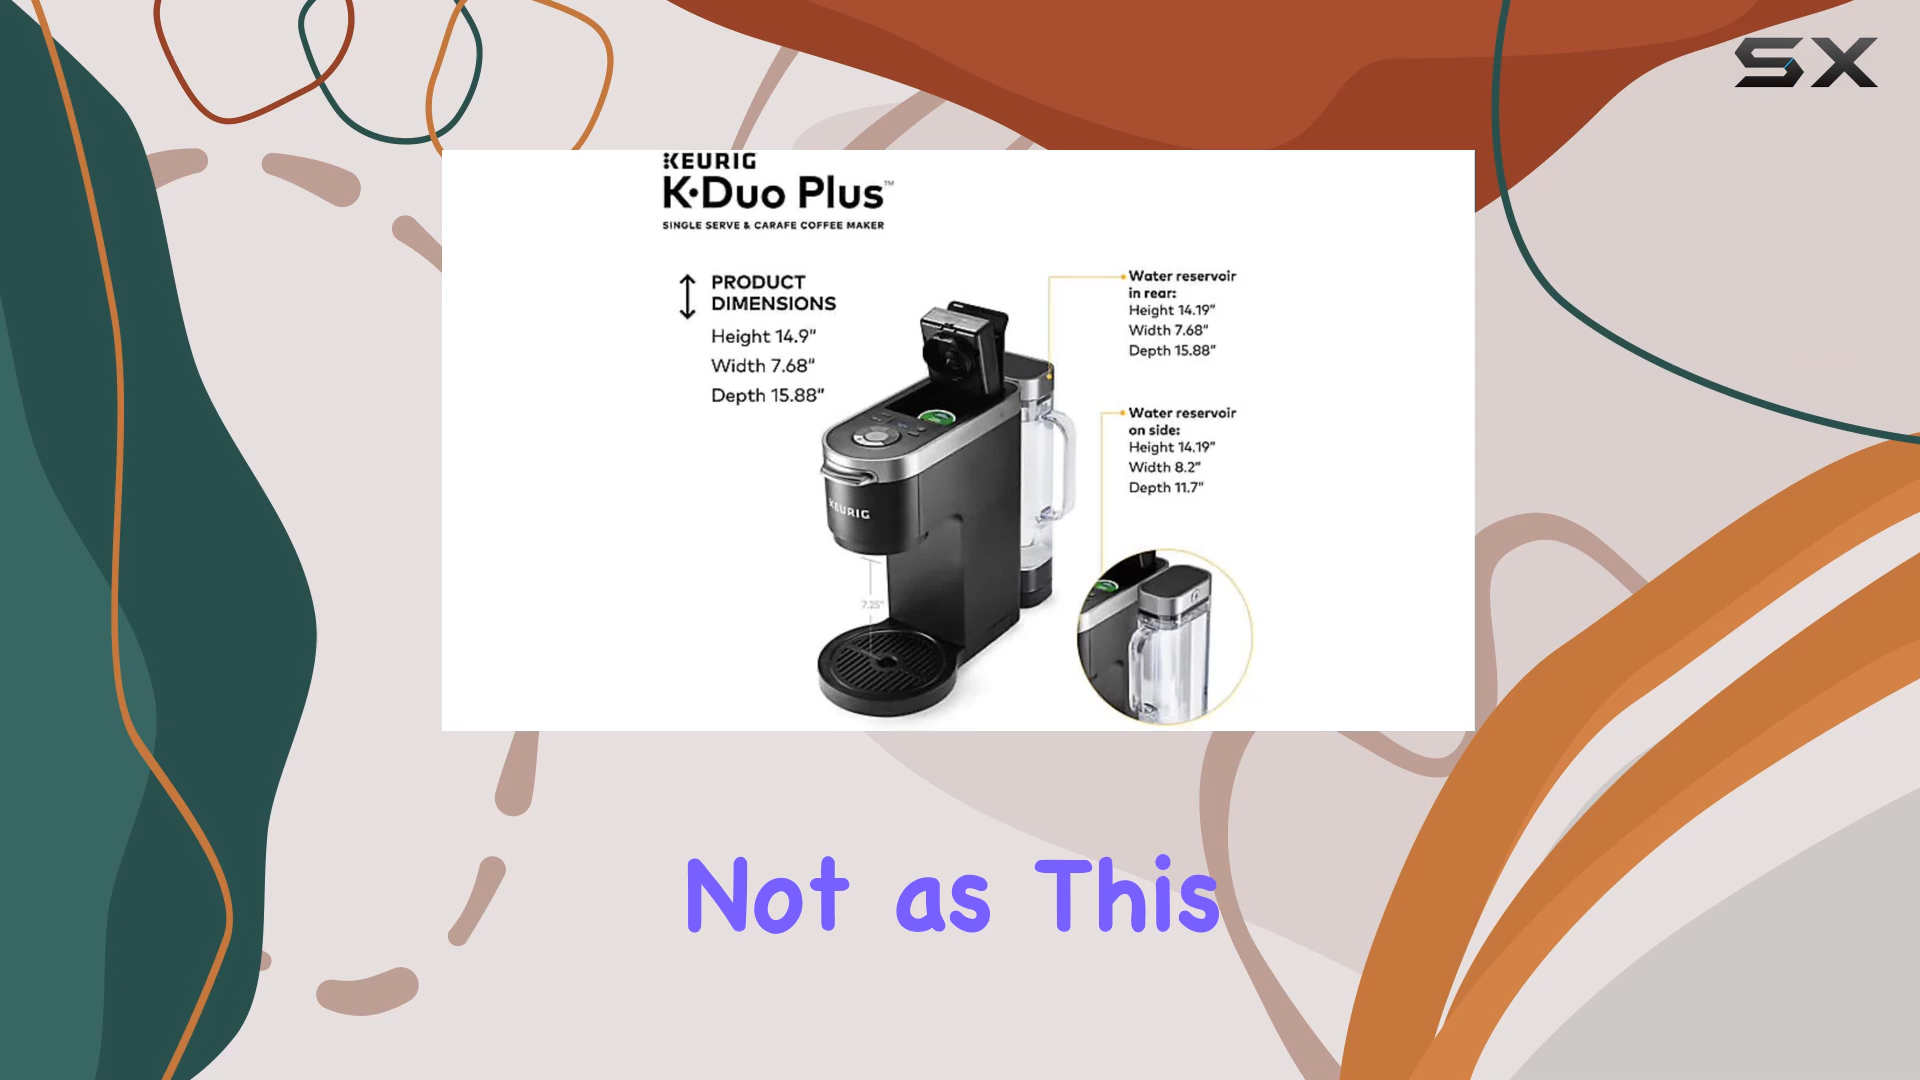 SX
KEURIG
K•Duo Plus™
SINGLE SERVE & CARAFE COFFEE MAKER
PRODUCT
DIMENSIONS
Height 14.9"
Width 7.68"
Depth 15.88"
Water reservoir
in rear:
Height 14.19"
Width 7.68"
Depth 15.88"
Water reservoir
on side:
Height 14.19"
Width 8.2"
Depth 11.7"
KEURIG
7.25"
Not as This